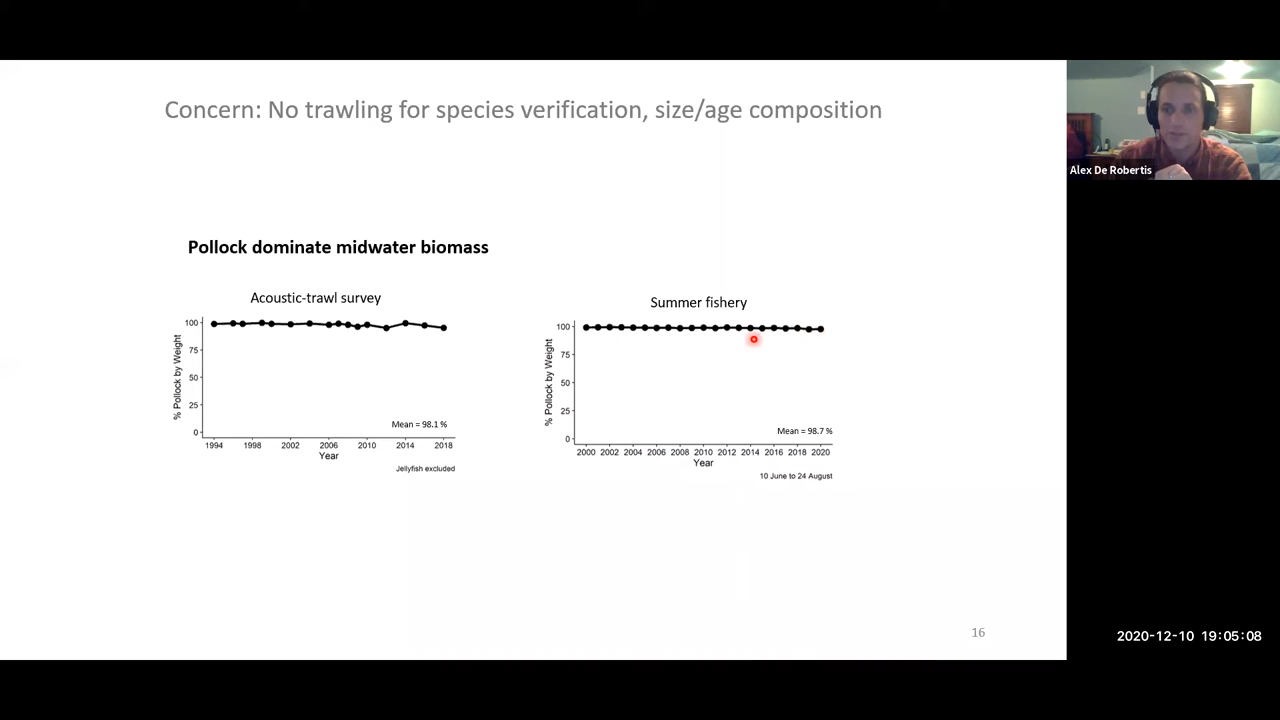 Concern: No trawling for species verification, size/age composition
Alex De Robertis
Pollock dominate midwater biomass
Acoustic-trawl survey
% Pollock by Weight
100
75
50
25
0
Mean = 98.1 %
1994 1998 2002 2006 2010 2014 2018
Year
Jellyfish excluded
Summer fishery
% Pollock by Weight
100
75
50
25
0
Mean = 98.7 %
2000 2002 2004 2006 2008 2010 2012 2014 2016 2018 2020
Year
10 June to 24 August
16
2020-12-10 19:05:08